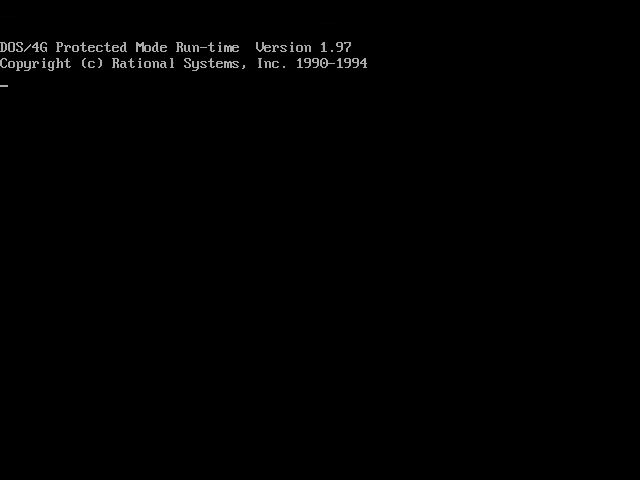 DOS/4G Protected Mode Run-time  Version 1.97
Copyright (c) Rational Systems, Inc. 1990-1994